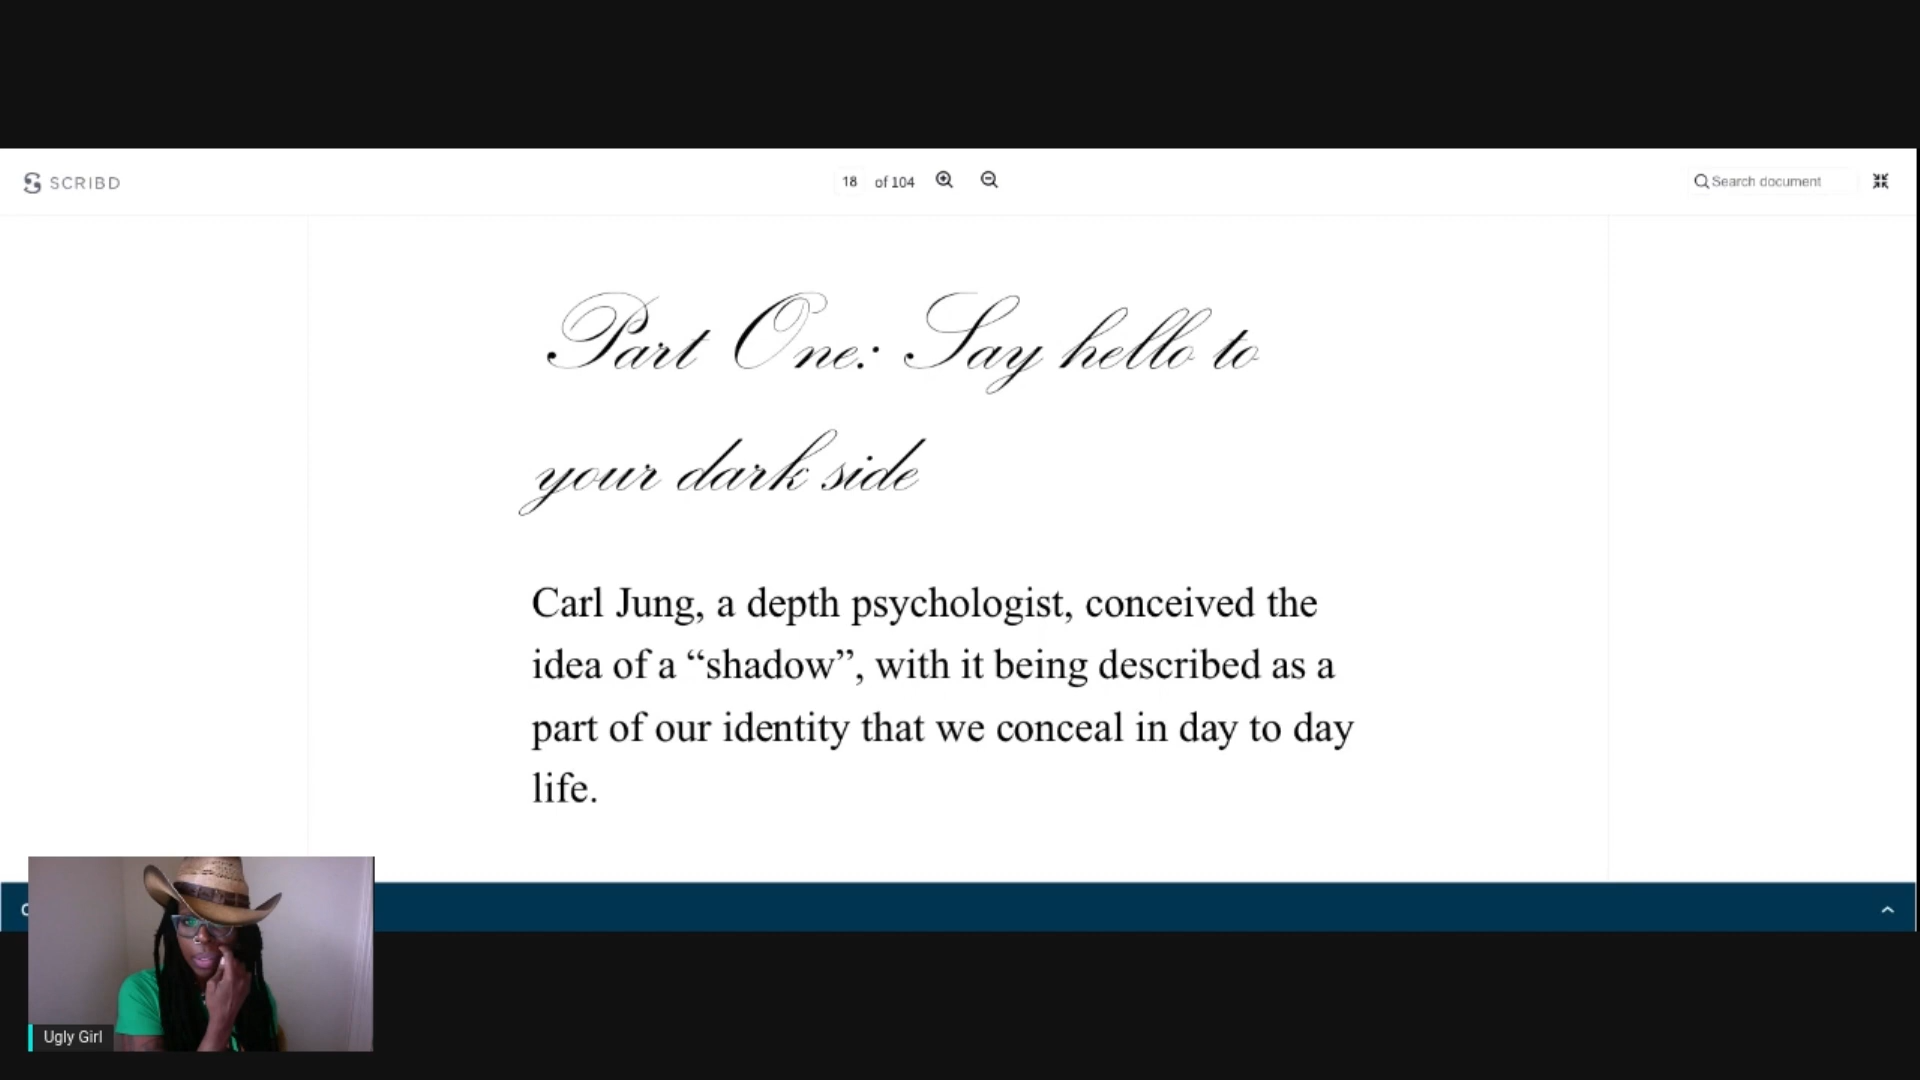 SCRIBD
18 of 104
Search document
Part One: Say hello to
your dark side
Carl Jung, a depth psychologist, conceived the
idea of a “shadow”, with it being described as a
part of our identity that we conceal in day to day
life.
Ugly Girl